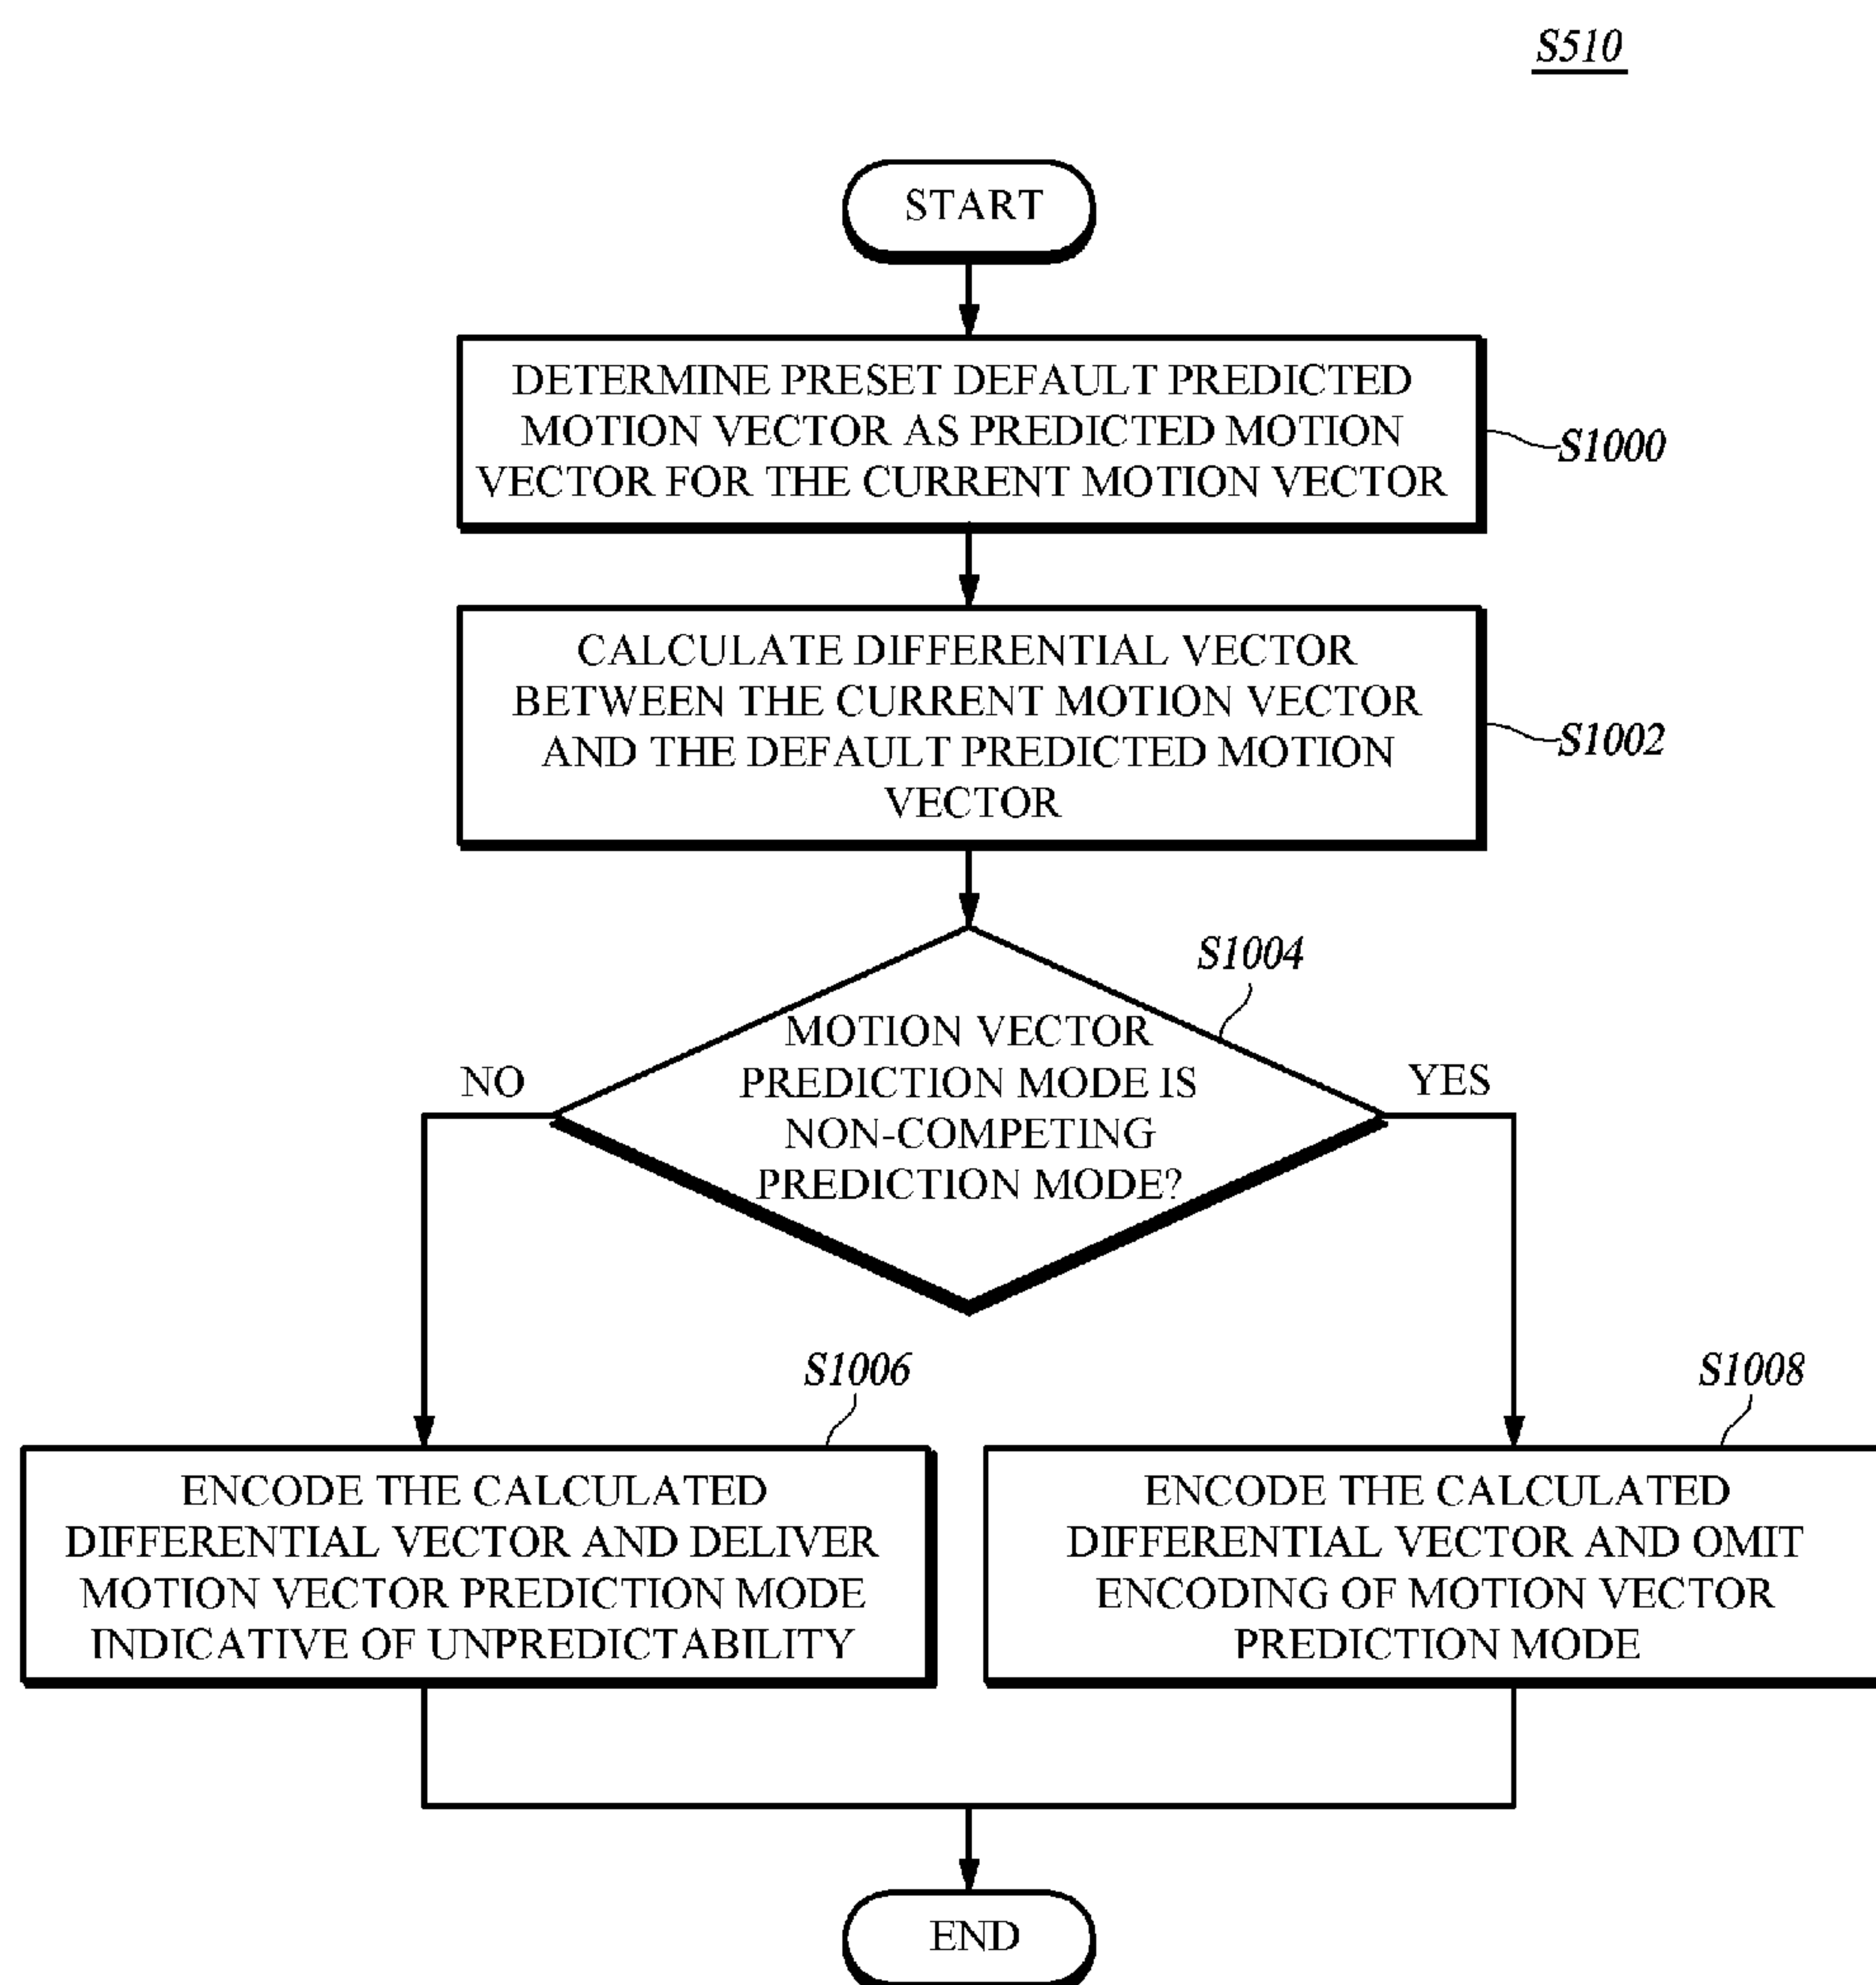 S510
START
DETERMINE PRESET DEFAULT PREDICTED
MOTION VECTOR AS PREDICTED MOTION
VECTOR FOR THE CURRENT MOTION VECTOR
S1000
CALCULATE DIFFERENTIAL VECTOR
BETWEEN THE CURRENT MOTION VECTOR
AND THE DEFAULT PREDICTED MOTION
VECTOR
S1002
S1004
MOTION VECTOR
PREDICTION MODE IS
NON-COMPETING
PREDICTION MODE?
NO
YES
S1006
ENCODE THE CALCULATED
DIFFERENTIAL VECTOR AND DELIVER
MOTION VECTOR PREDICTION MODE
INDICATIVE OF UNPREDICTABILITY
S1008
ENCODE THE CALCULATED
DIFFERENTIAL VECTOR AND OMIT
ENCODING OF MOTION VECTOR
PREDICTION MODE
END